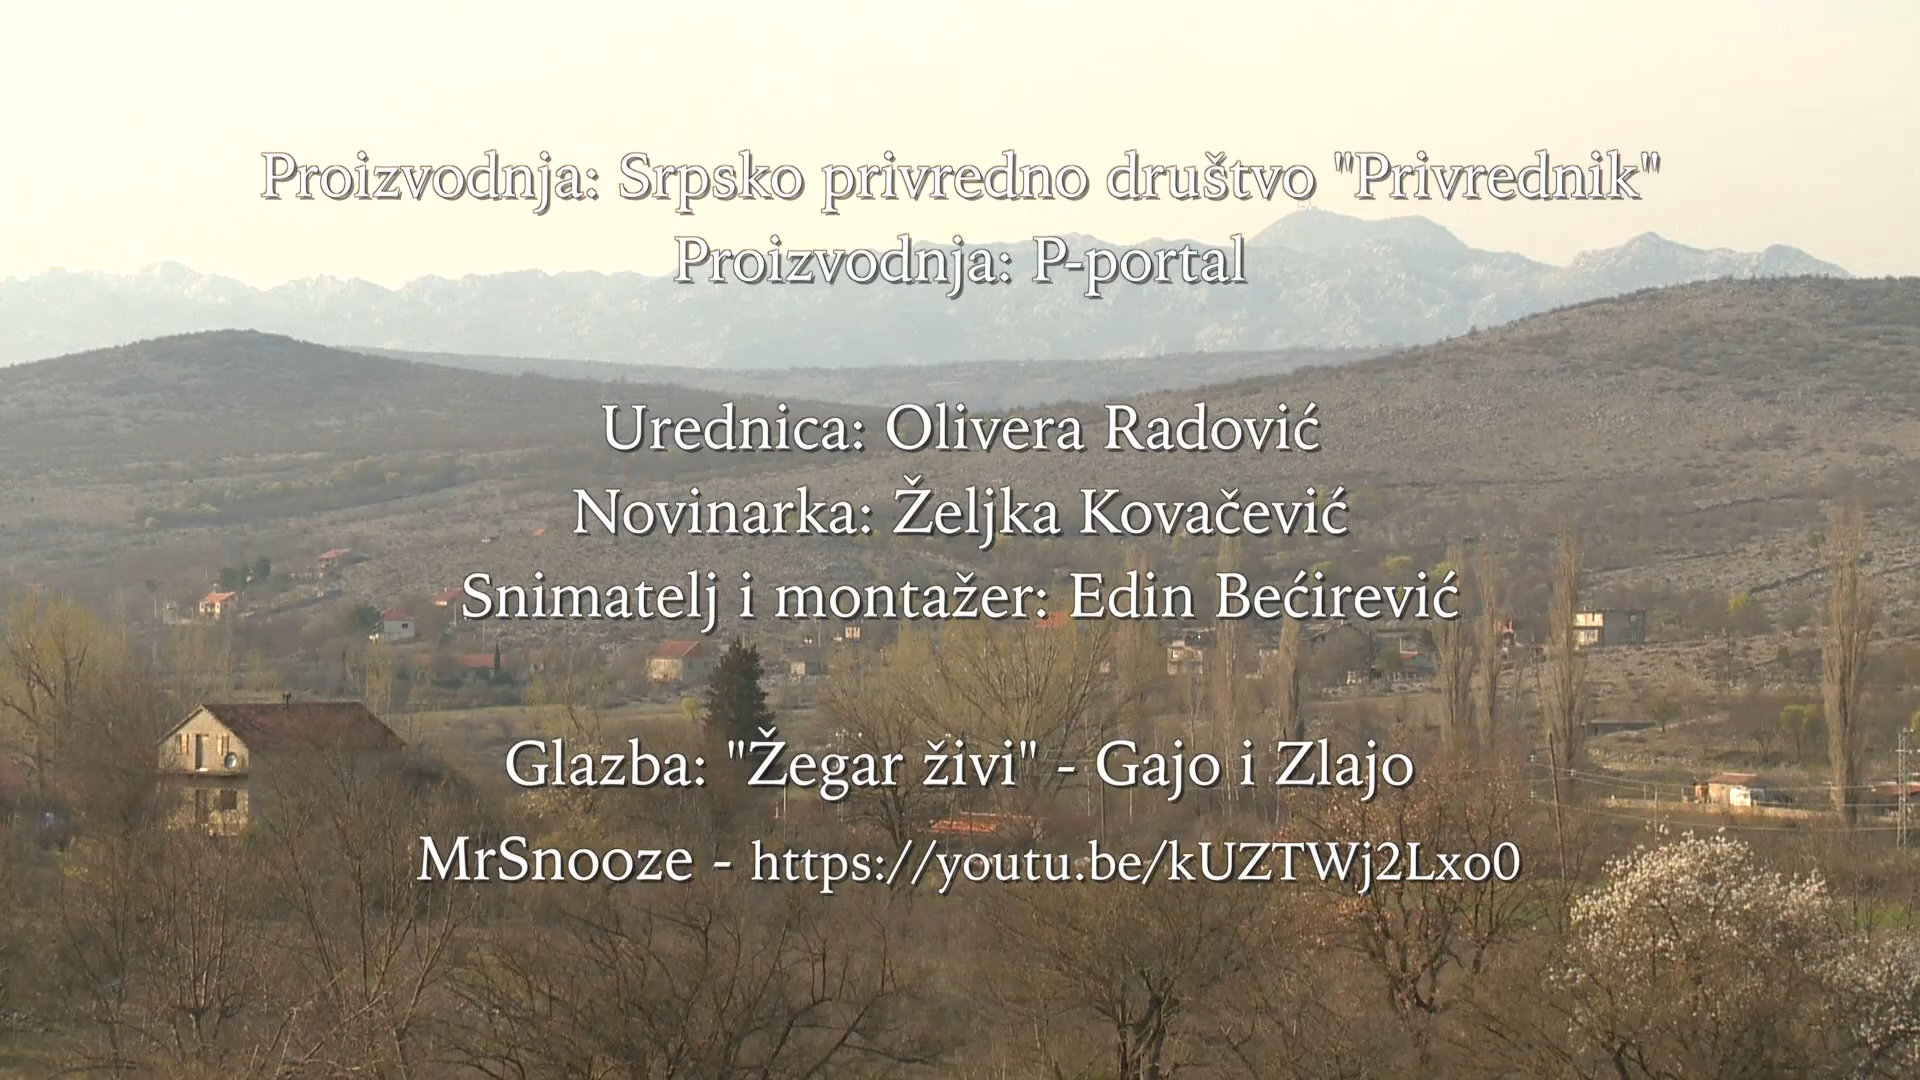 Proizvodnja: Srpsko privredno društvo "Privrednik"
Proizvodnja: P-portal
Urednica: Olivera Radović
Novinarka: Željka Kovačević
Snimatelj i montažer: Edin Bećirević
Glazba: "Žegar živi" - Gajo i Zlajo
MrSnooze - https://youtu.be/kUZTWj2Lxo0